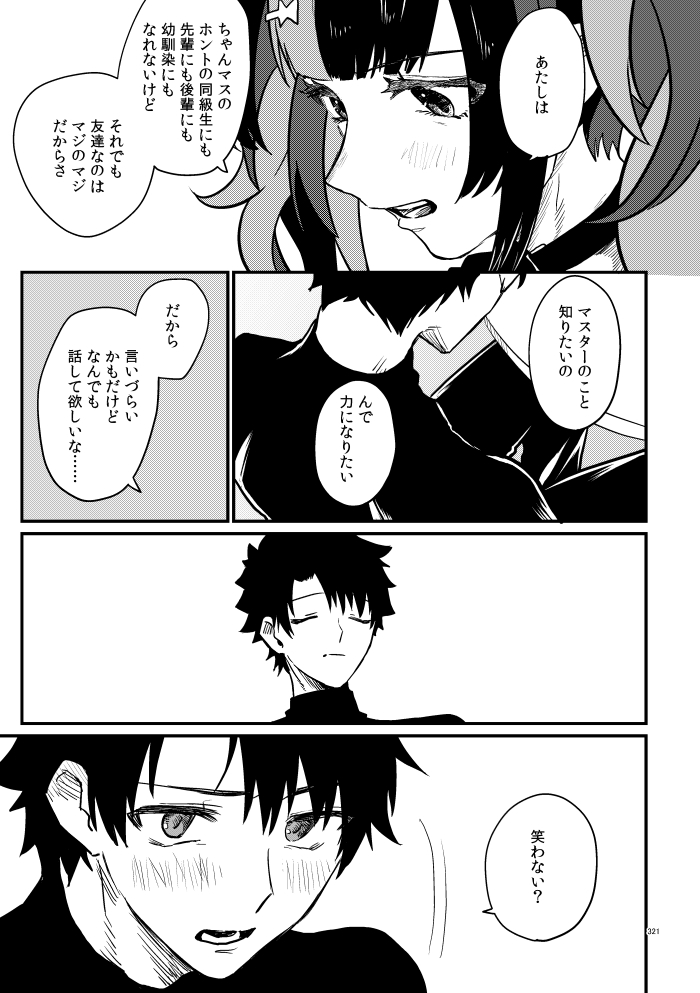 あたしは
ちゃんマスの
ホントの同級生にも
先輩にも後輩にも
幼馴染にも
なれないけど
それでも
友達なのは
マジのマジ
だからさ
マスターのこと
知りたいの
んで
力になりたい
だから
言いづらい
かもだけど
なんでも
話して欲しいな……
笑わない？
321